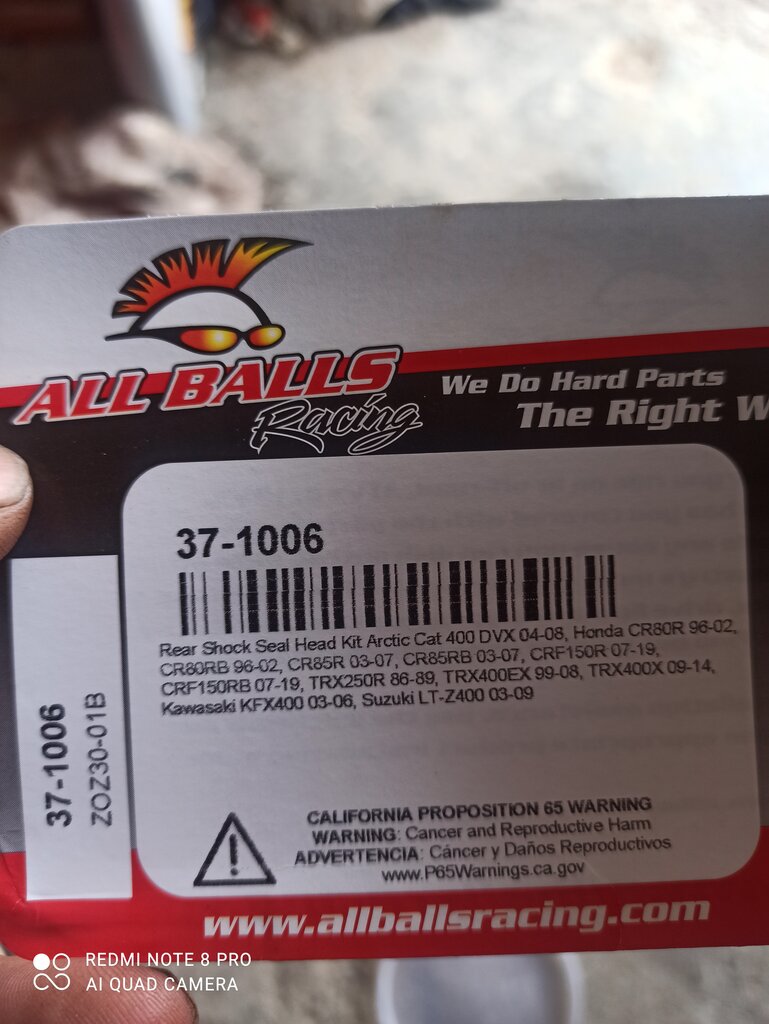 ALL BALLS
Racing
We Do Hard Parts
The Right W
37-1006
Rear Shock Seal Head Kit Arctic Cat 400 DVX 04-08, Honda CR80R 96-02,
CR80RB 96-02, CR85R 03-07, CR85RB 03-07, CRF150R 07-19,
CRF150RB 07-19, TRX250R 86-89, TRX400EX 99-08, TRX400X 09-14,
Kawasaki KFX400 03-06, Suzuki LT-Z400 03-09
37-1006
ZOZ30-01B
CALIFORNIA PROPOSITION 65 WARNING
WARNING: Cancer and Reproductive Harm
ADVERTENCIA: Cáncer y Daños Reproductivos
www.P65Warnings.ca.gov
www.allballsracing.com
REDMI NOTE 8 PRO
AI QUAD CAMERA